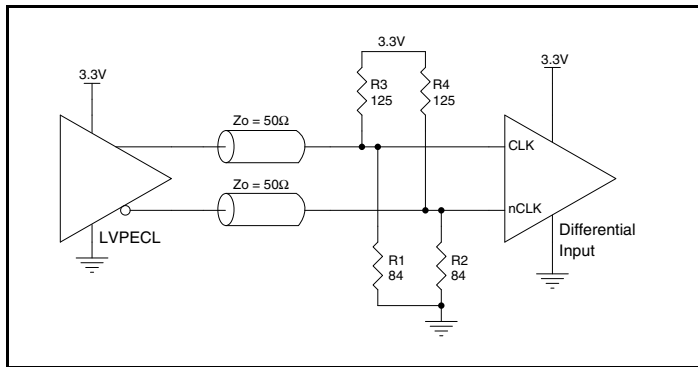 3.3V
3.3V
3.3V
R3
125
R4
125
Zo = 50Ω
CLK
Zo = 50Ω
nCLK
LVPECL
Differential
Input
R1
84
R2
84